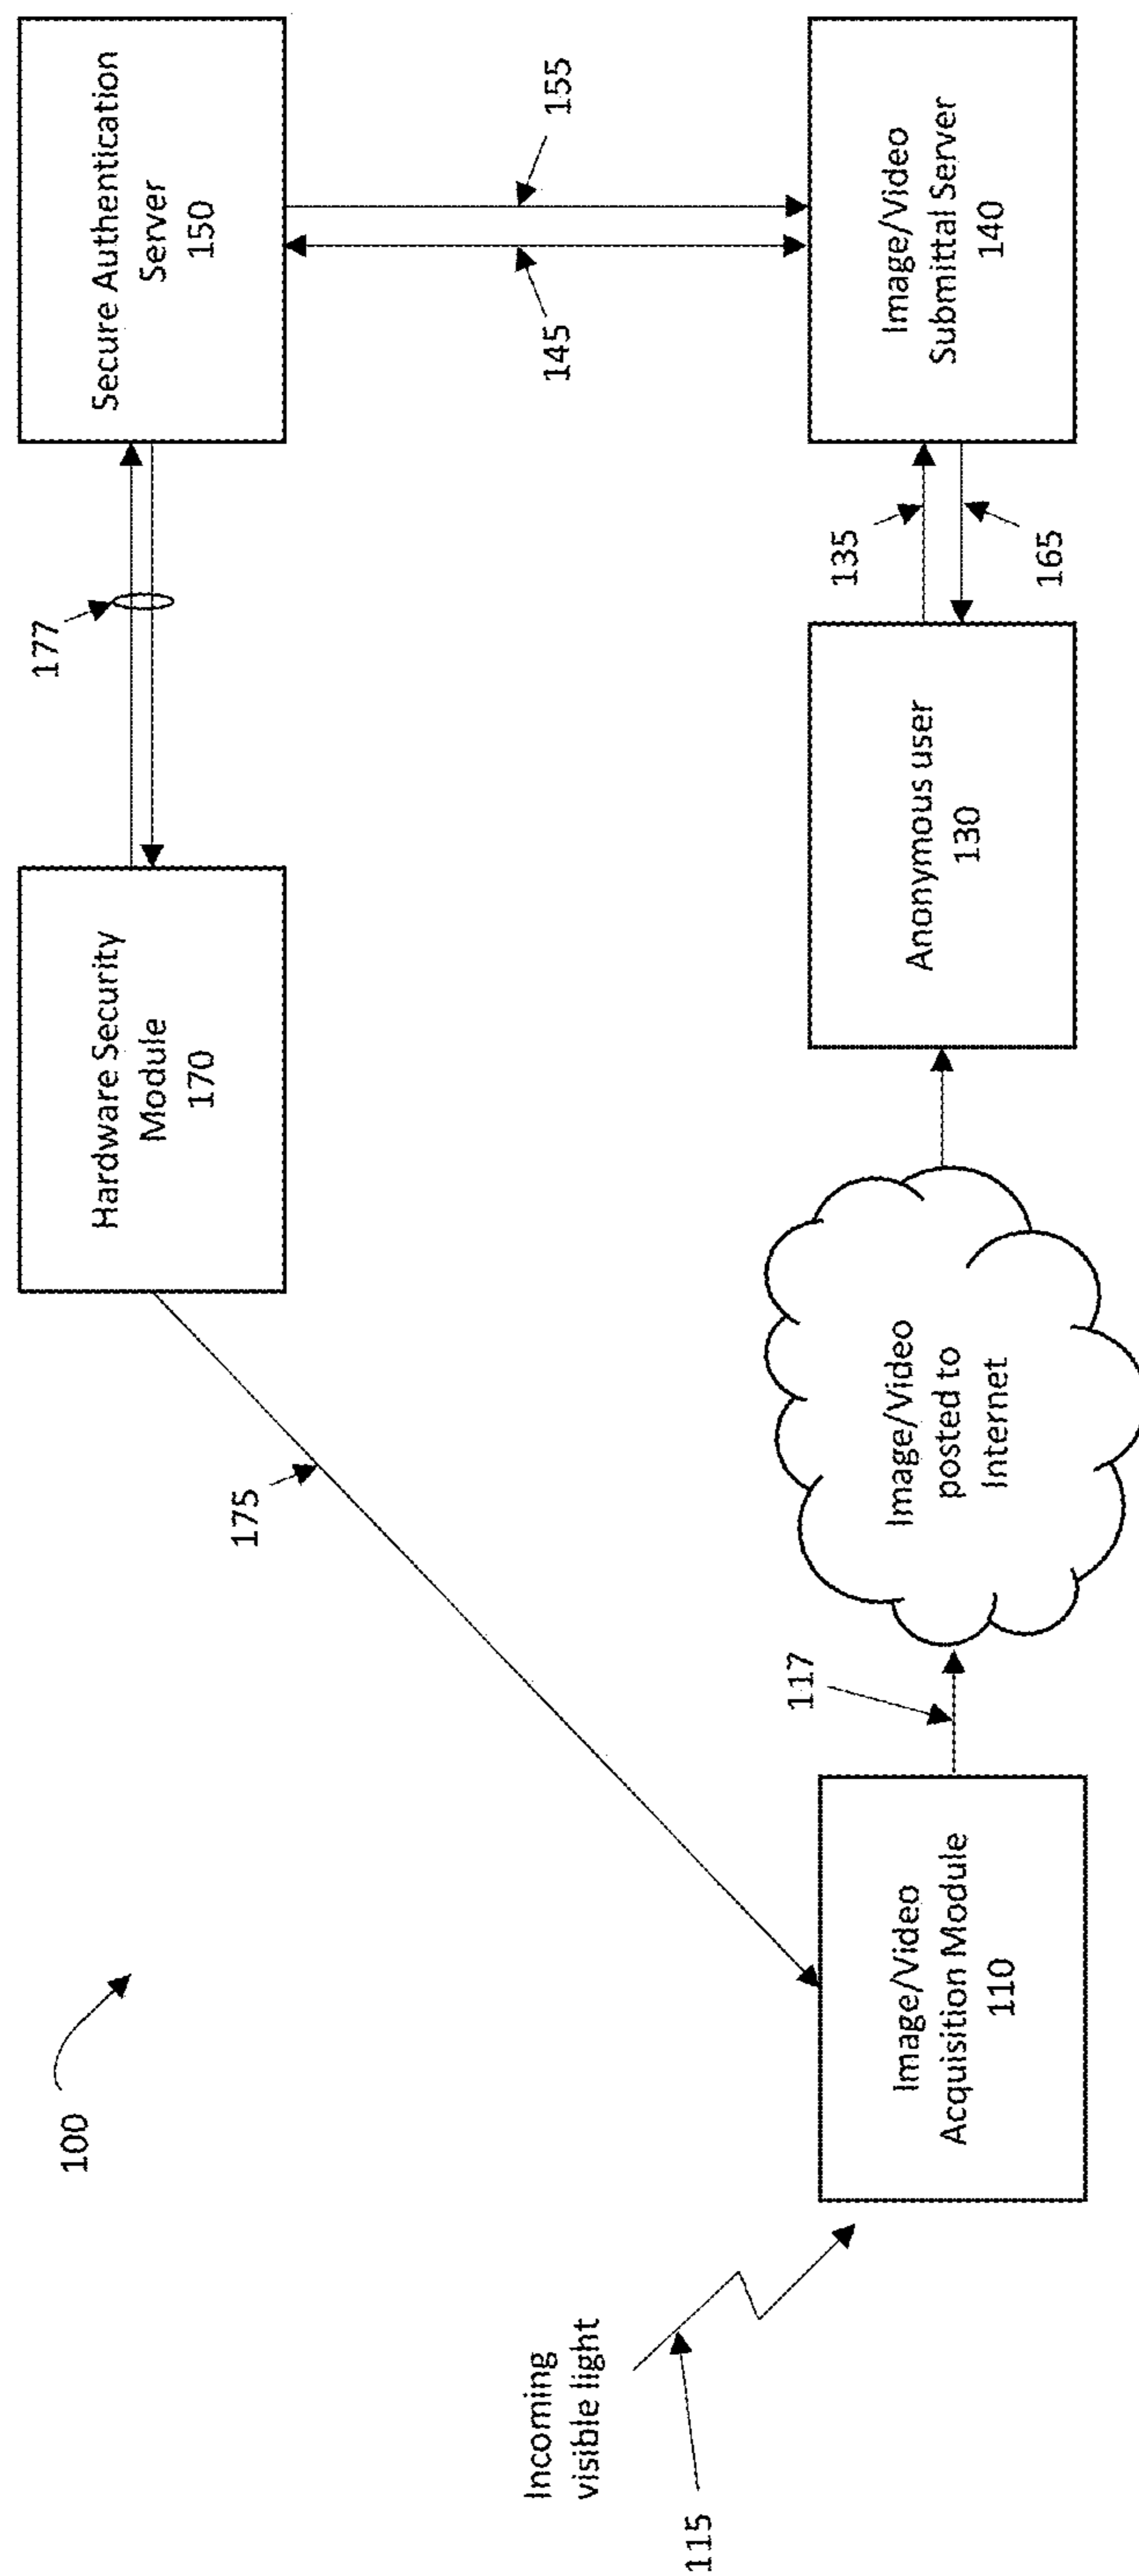 100
Hardware Security
Module
170
177
Secure Authentication
Server
150
175
145
155
Incoming
visible light
115
Image/Video
Acquisition Module
110
117
Image/Video
posted to
Internet
Anonymous user
130
135
165
Image/Video
Submittal Server
140